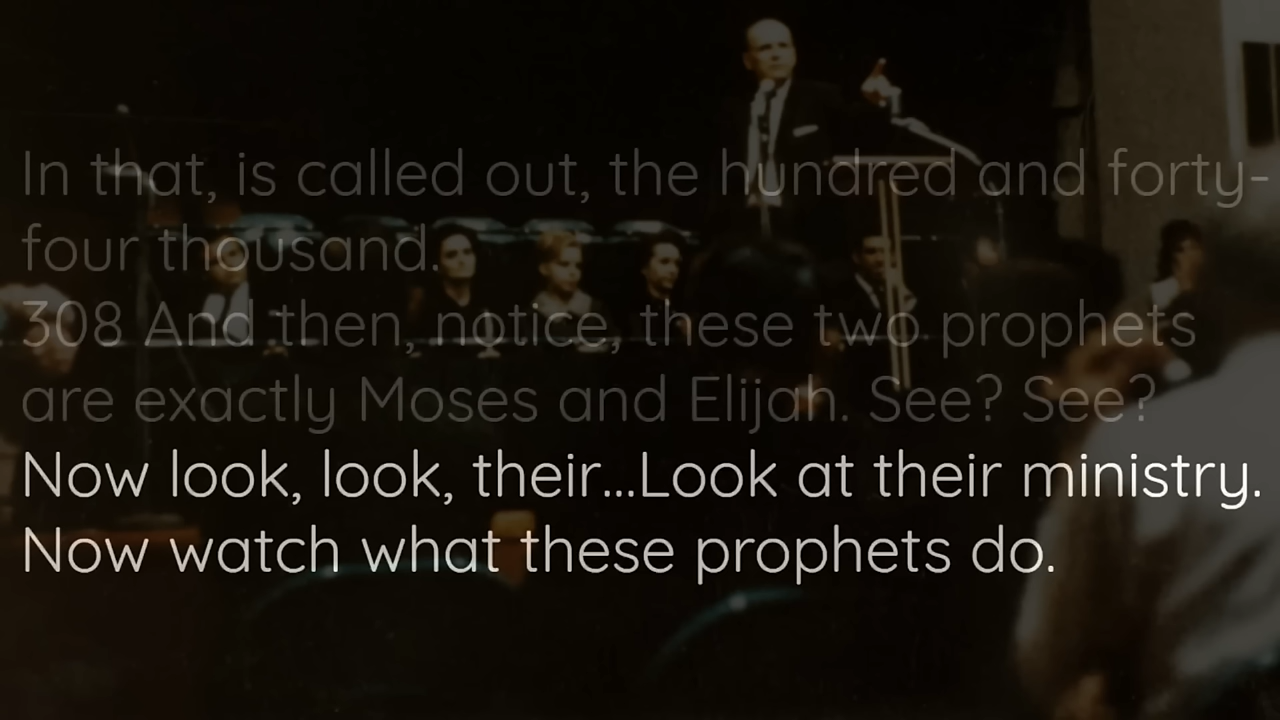 In that, is called out, the hundred and forty-
four thousand.
308 And then, notice, these two prophets
are exactly Moses and Elijah. See? See?
Now look, look, their...Look at their ministry.
Now watch what these prophets do.